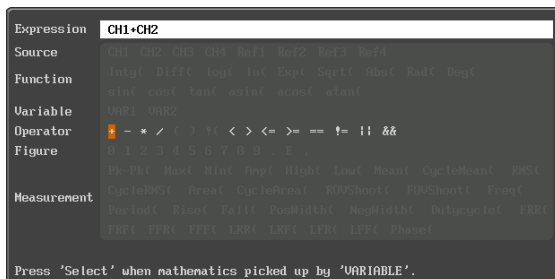 Expression CH1+CH2
Source CH1 CH2 CH3 CH4 Ref1 Ref2 Ref3 Ref4
Function Intg( Diff( log( ln( Exp( Sqrt( Abs( Rad( Deg(
sin( cos( tan( asin( acos( atan(
Variable VAR1 VAR2
Operator + - * / ( ) !( < > <= >= == != || &&
Figure 0 1 2 3 4 5 6 7 8 9 . E ,
Measurement Pk-Pk( Max( Min( Amp( High( Low( Mean( CycleMean( RMS(
CycleRMS( Area( CycleArea( ROVShoot( FOVShoot( Freq(
Period( Rise( Fall( PosWidth( NegWidth( Dutycycle( FRR(
FRF( FFR( FFF( LRR( LRF( LFR( LFF( Phase(
Press 'Select' when mathematics picked up by 'VARIABLE'.